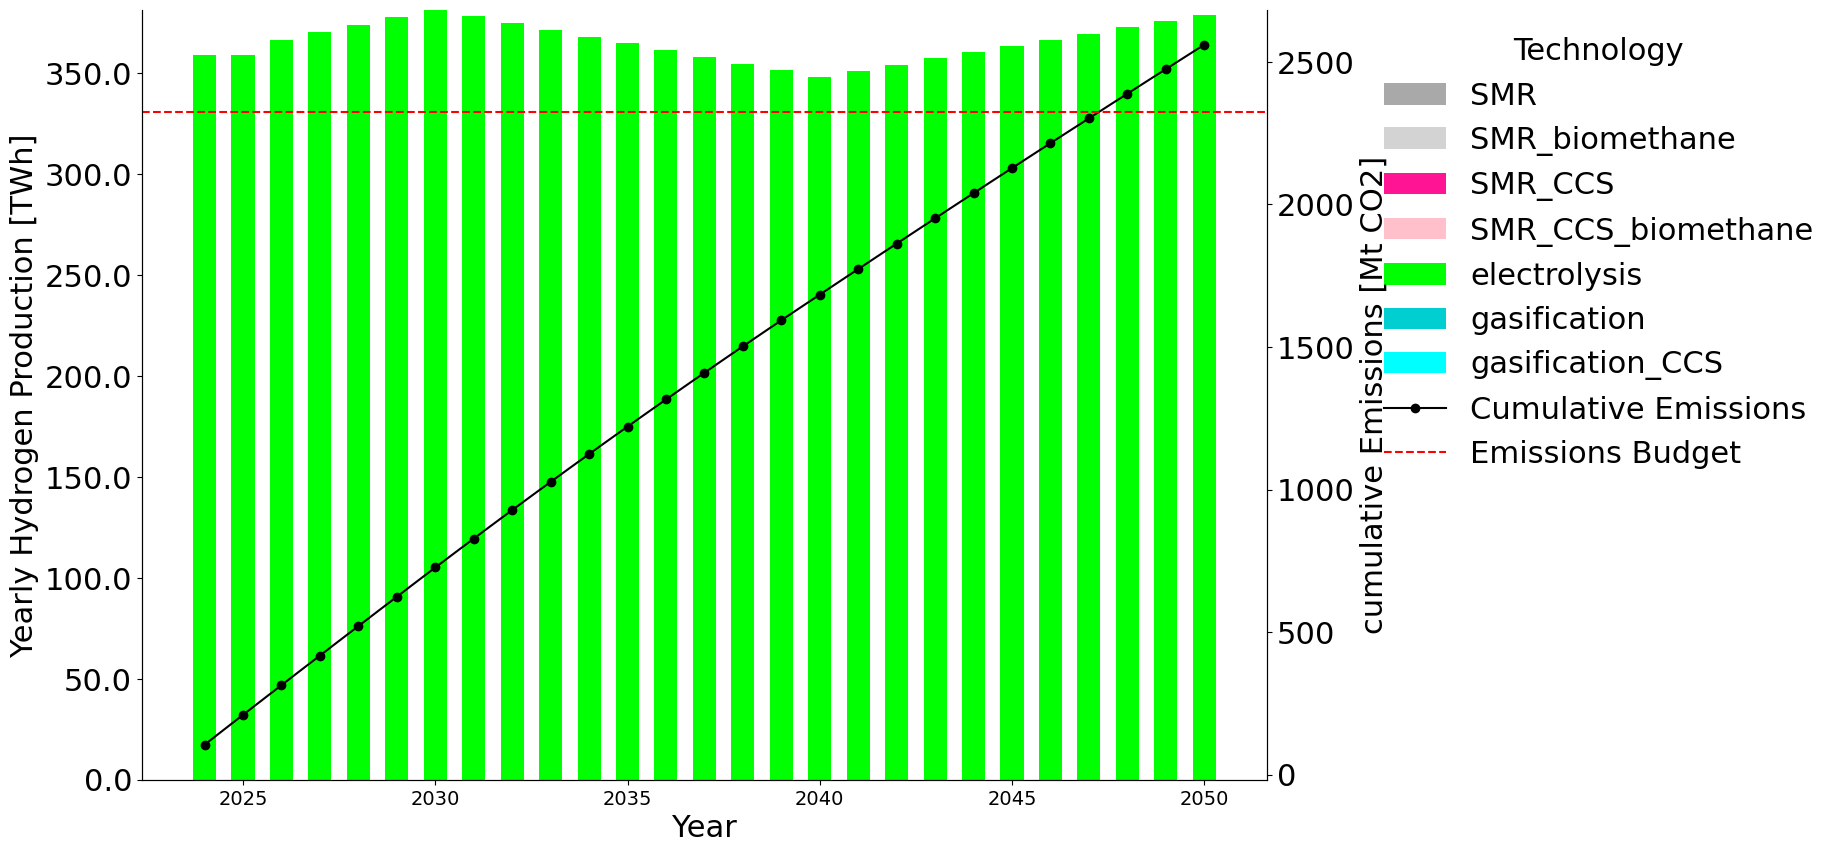 Yearly Hydrogen Production [TWh]
350.0
300.0
250.0
200.0
150.0
100.0
50.0
0.0
2025 2030 2035 2040 2045 2050
Year
2500
2000
1500
1000
500
0
cumulative Emissions [Mt CO2]
Technology
SMR
SMR_biomethane
SMR_CCS
SMR_CCS_biomethane
electrolysis
gasification
gasification_CCS
Cumulative Emissions
Emissions Budget